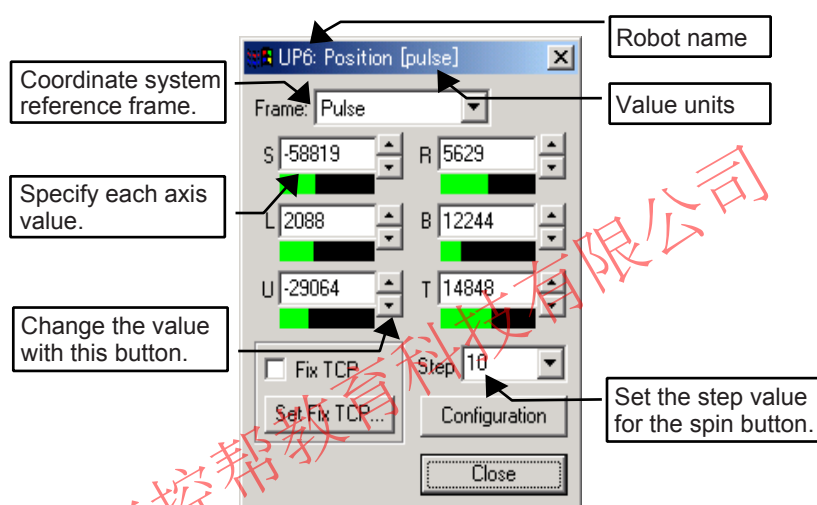 Robot name
UP6: Position [pulse]
Coordinate system
reference frame.
Value units
Frame: Pulse
S -58819
R 5629
Specify each axis
value.
L 2088
B 12244
U -29064
T 14848
Change the value
with this button.
Fix TCP
Step 10
Set the step value
for the spin button.
Set Fix TCP...
Configuration
Close
控帮教育科技有限公司